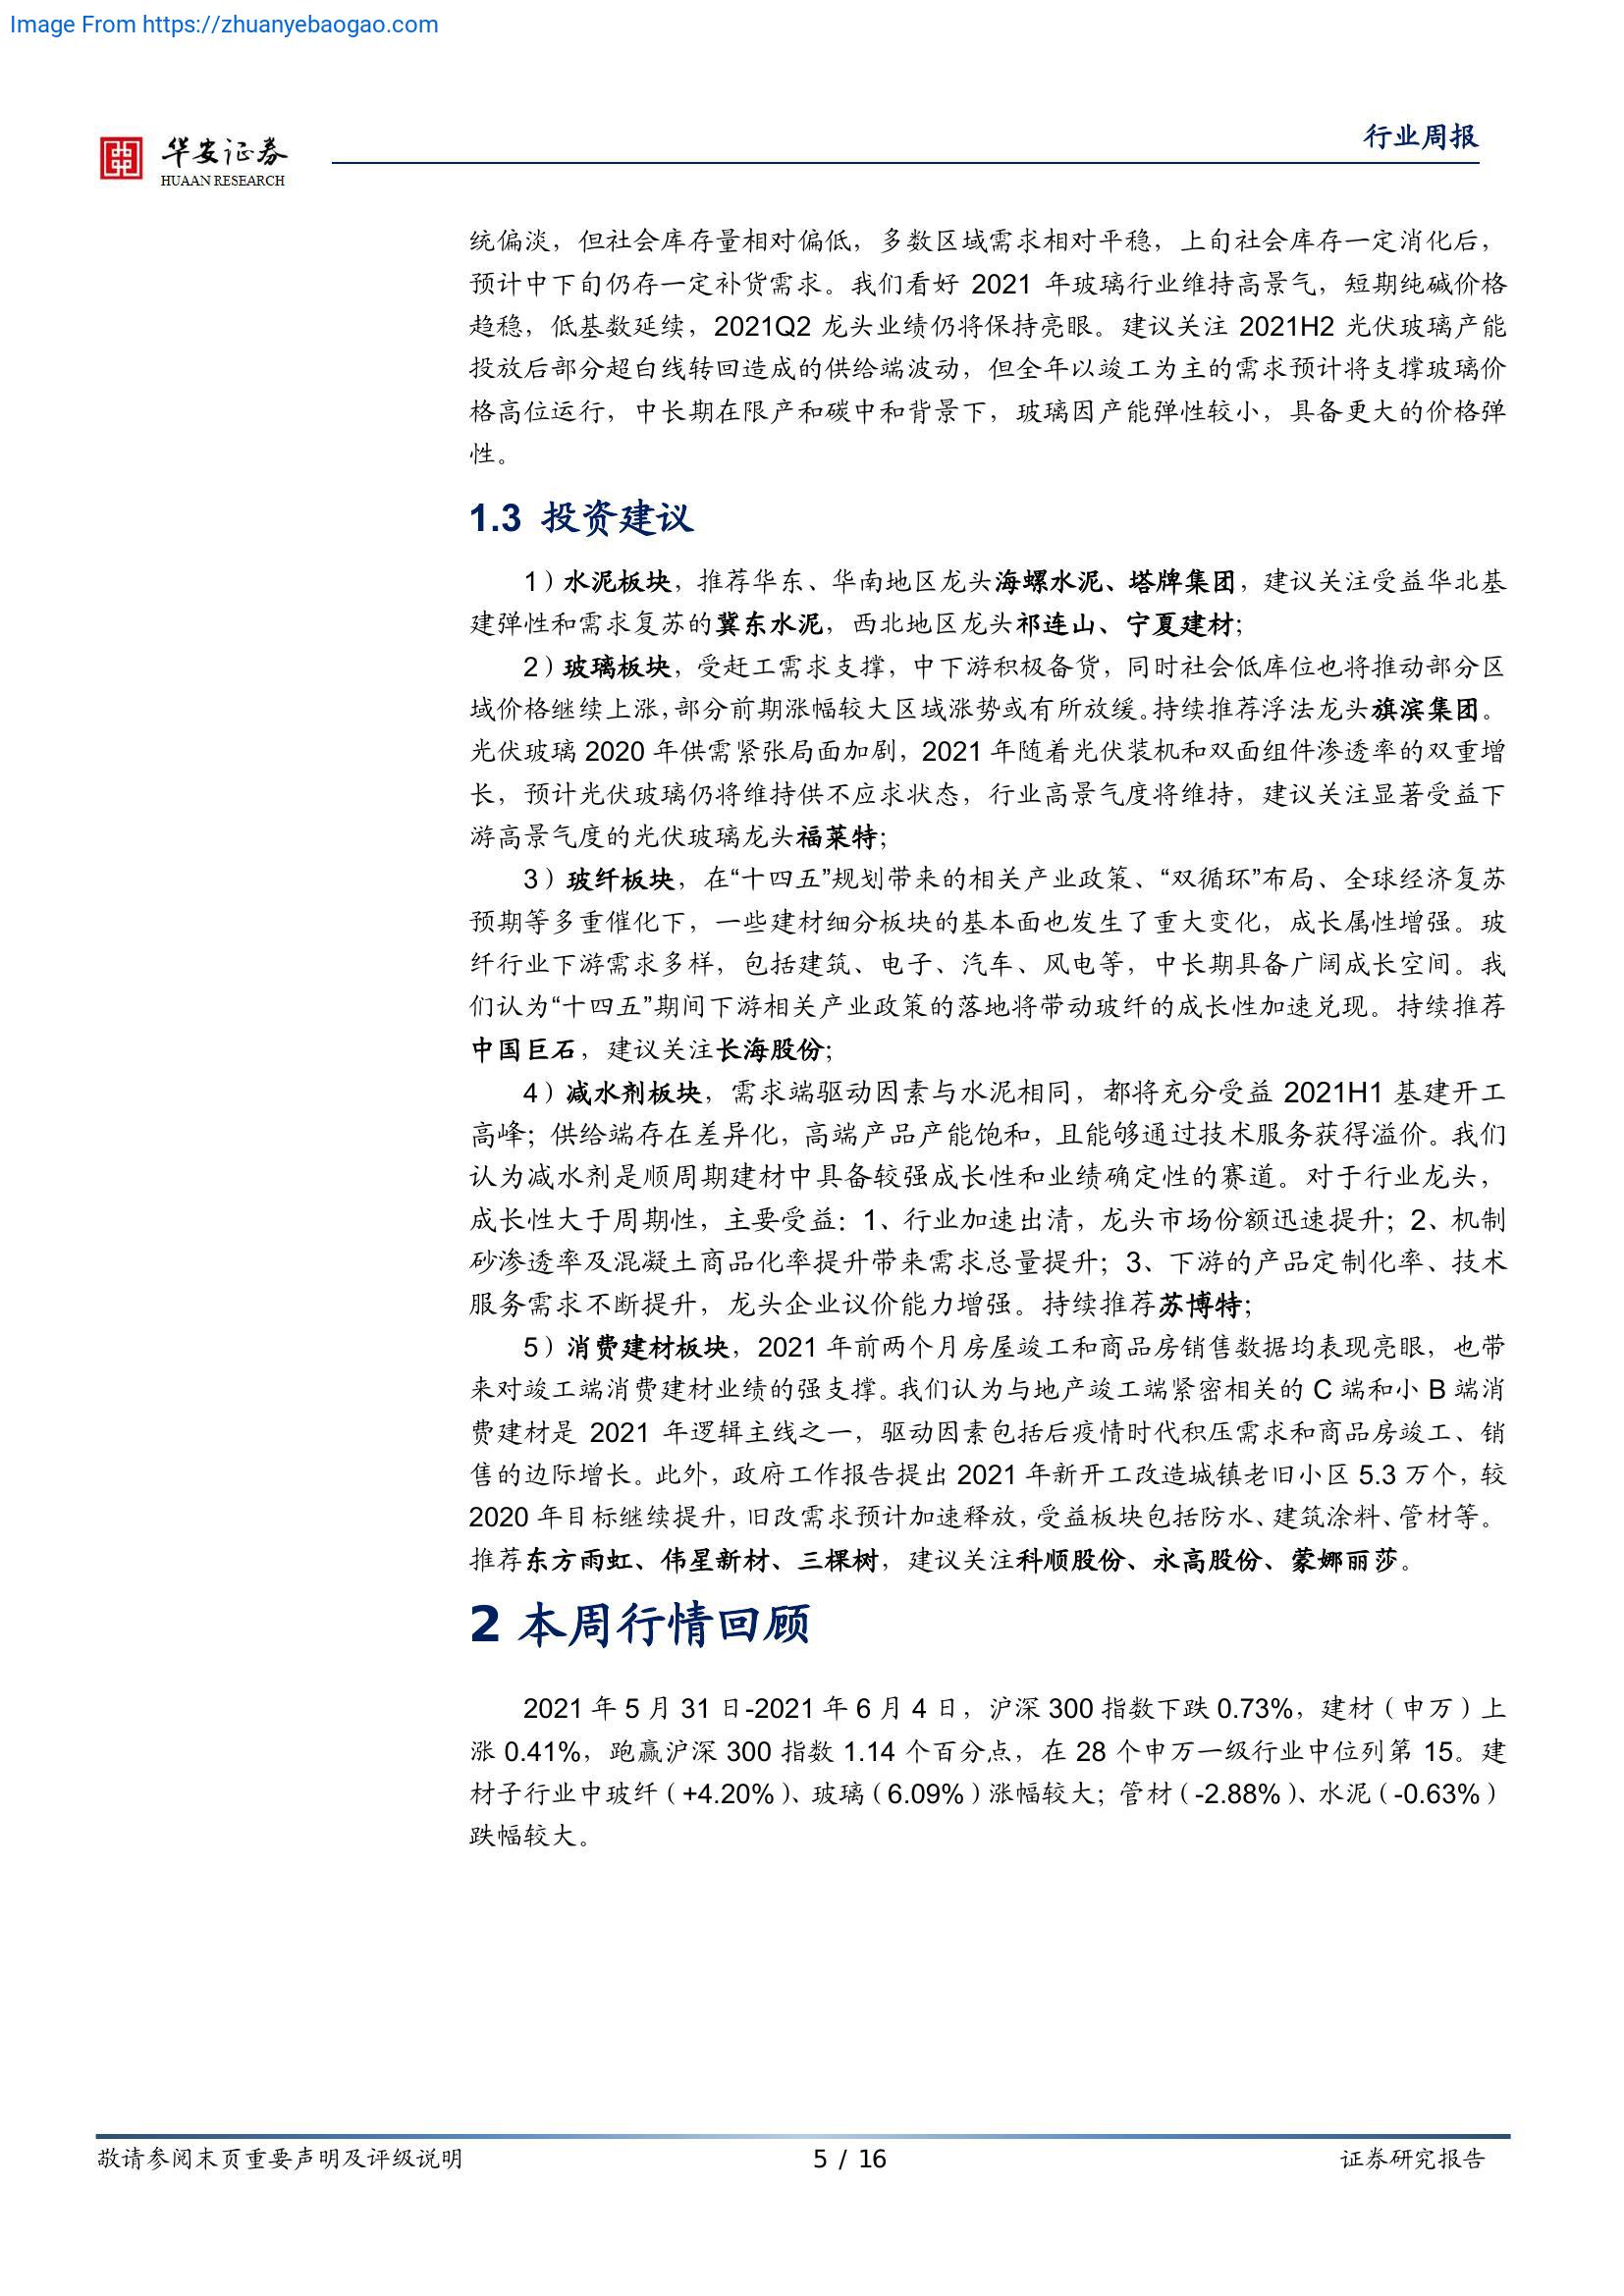 Image From https://zhuanyebaogao.com
华安证券
HUAAN RESEARCH
行业周报
统偏淡，但社会库存量相对偏低，多数区域需求相对平稳，上旬社会库存一定消化后，
预计中下旬仍存一定补货需求。我们看好 2021 年玻璃行业维持高景气，短期纯碱价格
趋稳，低基数延续，2021Q2 龙头业绩仍将保持亮眼。建议关注 2021H2 光伏玻璃产能
投放后部分超白线转回造成的供给端波动，但全年以竣工为主的需求预计将支撑玻璃价
格高位运行，中长期在限产和碳中和背景下，玻璃因产能弹性较小，具备更大的价格弹
性。
1.3 投资建议
1）水泥板块，推荐华东、华南地区龙头海螺水泥、塔牌集团，建议关注受益华北基
建弹性和需求复苏的冀东水泥，西北地区龙头祁连山、宁夏建材；
2）玻璃板块，受赶工需求支撑，中下游积极备货，同时社会低库位也将推动部分区
域价格继续上涨，部分前期涨幅较大区域涨势或有所放缓。持续推荐浮法龙头旗滨集团。
光伏玻璃 2020 年供需紧张局面加剧，2021 年随着光伏装机和双面组件渗透率的双重增
长，预计光伏玻璃仍将维持供不应求状态，行业高景气度将维持，建议关注显著受益下
游高景气度的光伏玻璃龙头福莱特；
3）玻纤板块，在“十四五”规划带来的相关产业政策、“双循环”布局、全球经济复苏
预期等多重催化下，一些建材细分板块的基本面也发生了重大变化，成长属性增强。玻
纤行业下游需求多样，包括建筑、电子、汽车、风电等，中长期具备广阔成长空间。我
们认为“十四五”期间下游相关产业政策的落地将带动玻纤的成长性加速兑现。持续推荐
中国巨石，建议关注长海股份；
4）减水剂板块，需求端驱动因素与水泥相同，都将充分受益 2021H1 基建开工
高峰；供给端存在差异化，高端产品产能饱和，且能够通过技术服务获得溢价。我们
认为减水剂是顺周期建材中具备较强成长性和业绩确定性的赛道。对于行业龙头，
成长性大于周期性，主要受益：1、行业加速出清，龙头市场份额迅速提升；2、机制
砂渗透率及混凝土商品化率提升带来需求总量提升；3、下游的产品定制化率、技术
服务需求不断提升，龙头企业议价能力增强。持续推荐苏博特；
5）消费建材板块，2021 年前两个月房屋竣工和商品房销售数据均表现亮眼，也带
来对竣工端消费建材业绩的强支撑。我们认为与地产竣工端紧密相关的 C 端和小 B 端消
费建材是 2021 年逻辑主线之一，驱动因素包括后疫情时代积压需求和商品房竣工、销
售的边际增长。此外，政府工作报告提出 2021 年新开工改造城镇老旧小区 5.3 万个，较
2020 年目标继续提升，旧改需求预计加速释放，受益板块包括防水、建筑涂料、管材等。
推荐东方雨虹、伟星新材、三棵树，建议关注科顺股份、永高股份、蒙娜丽莎。
2 本周行情回顾
2021 年 5 月 31 日-2021 年 6 月 4 日，沪深 300 指数下跌 0.73%，建材（申万）上
涨 0.41%，跑赢沪深 300 指数 1.14 个百分点，在 28 个申万一级行业中位列第 15。建
材子行业中玻纤（+4.20%）、玻璃（6.09%）涨幅较大；管材（-2.88%）、水泥（-0.63%）
跌幅较大。
敬请参阅末页重要声明及评级说明
5 / 16
证券研究报告